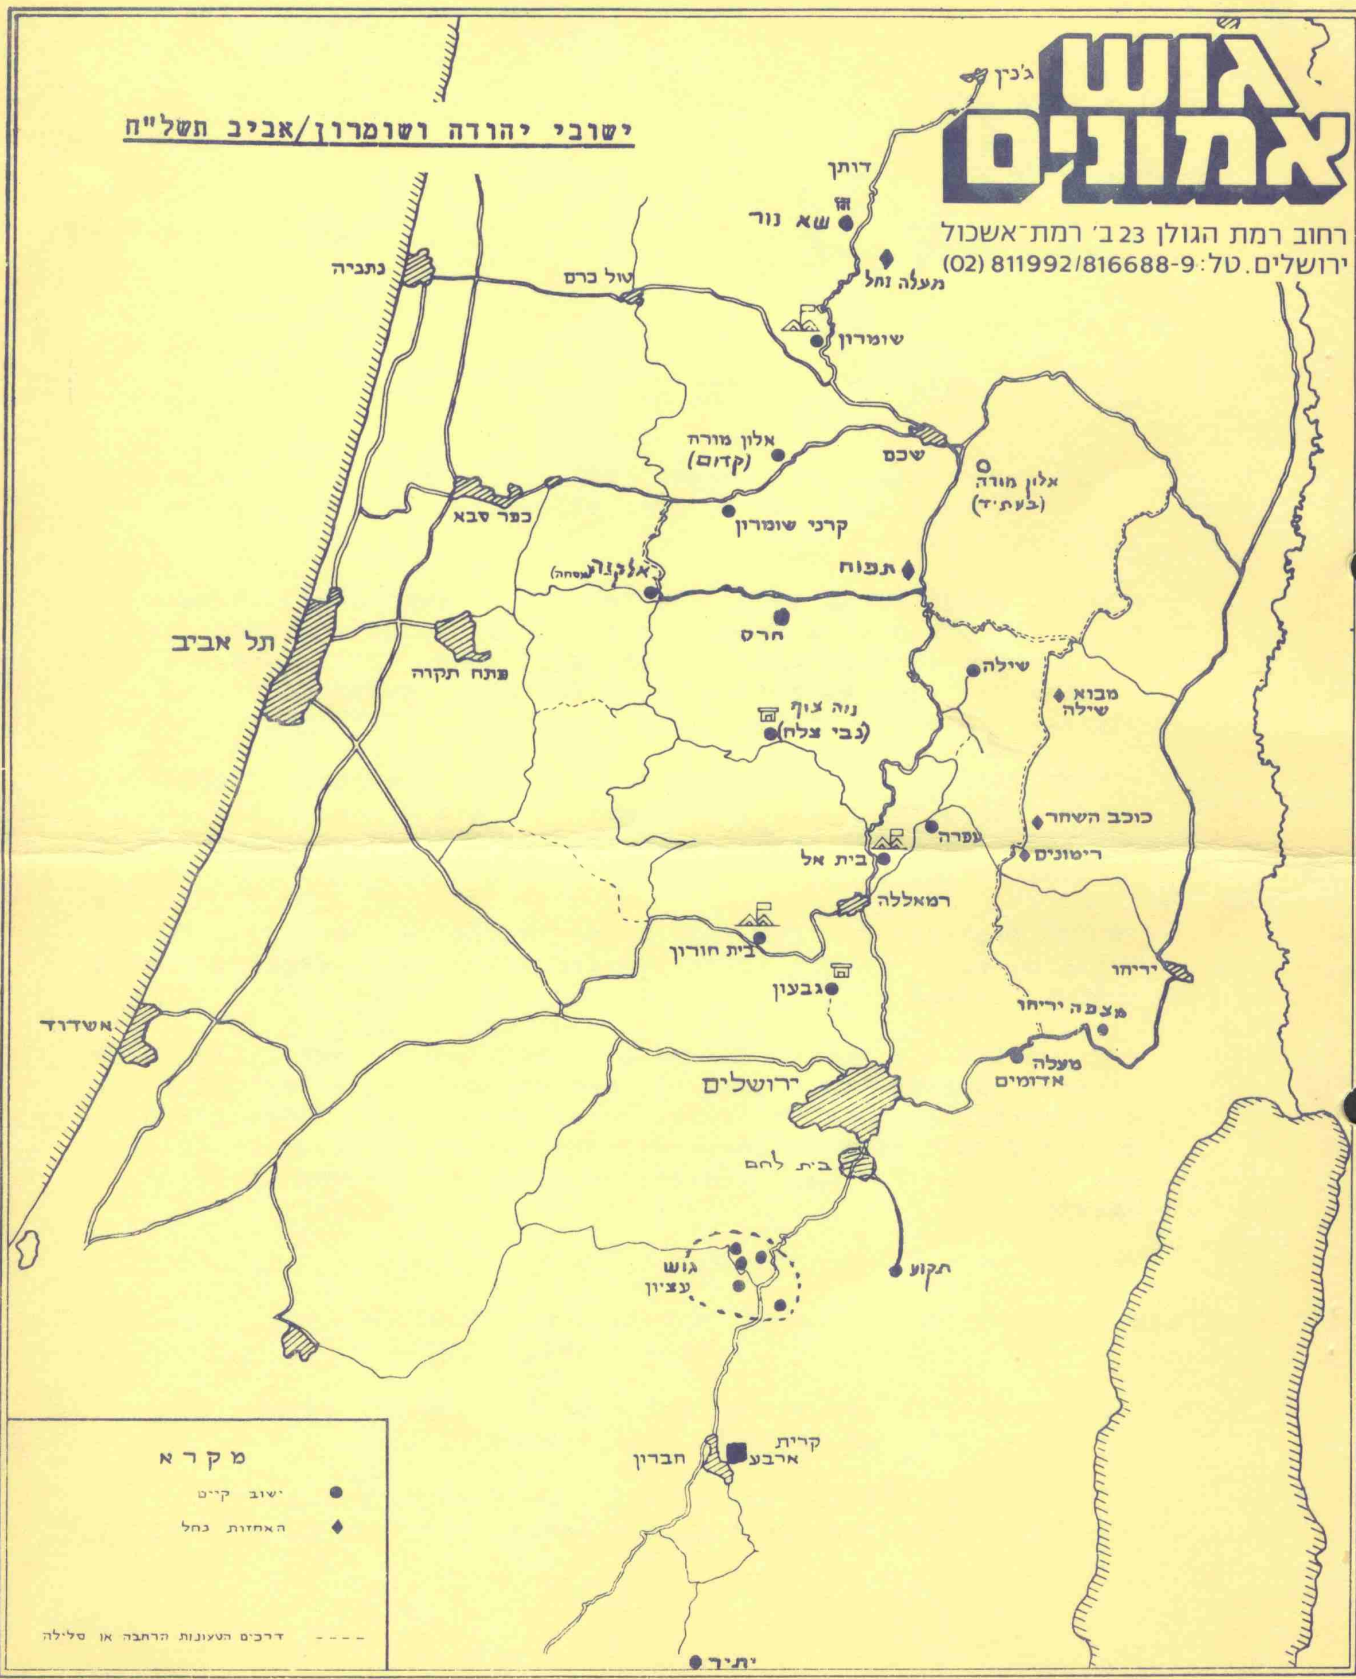 גוש
אמונים
רחוב רמת הגולן 23 ב' רמת-אשכול
ירושלים. טל: 811992/816688-9 (02)
ישובי יהודה ושומרון/אביב תשל"ח
ג'נין
דותן
שא נור
מעלה נחל
שומרון
נתניה
טול כרם
שכם
אלון מורה
(קדום)
אלון מורה
(בעתיד)
כפר סבא
קרני שומרון
אלקנה (מסחה)
תפוח
חרס
תל אביב
פתח תקוה
שילה
מבוא
שילה
נוה צוף
(נבי צלח)
כוכב השחר
רימונים
עפרה
בית אל
רמאללה
בית חורון
גבעון
יריחו
מצפה יריחו
מעלה
אדומים
אשדוד
ירושלים
בית לחם
תקוע
גוש
עציון
קרית
ארבע
חברון
יתיר
מקרא
ישוב קיים
האחזות נחל
דרכים הטעונות הרחבה או סלילה